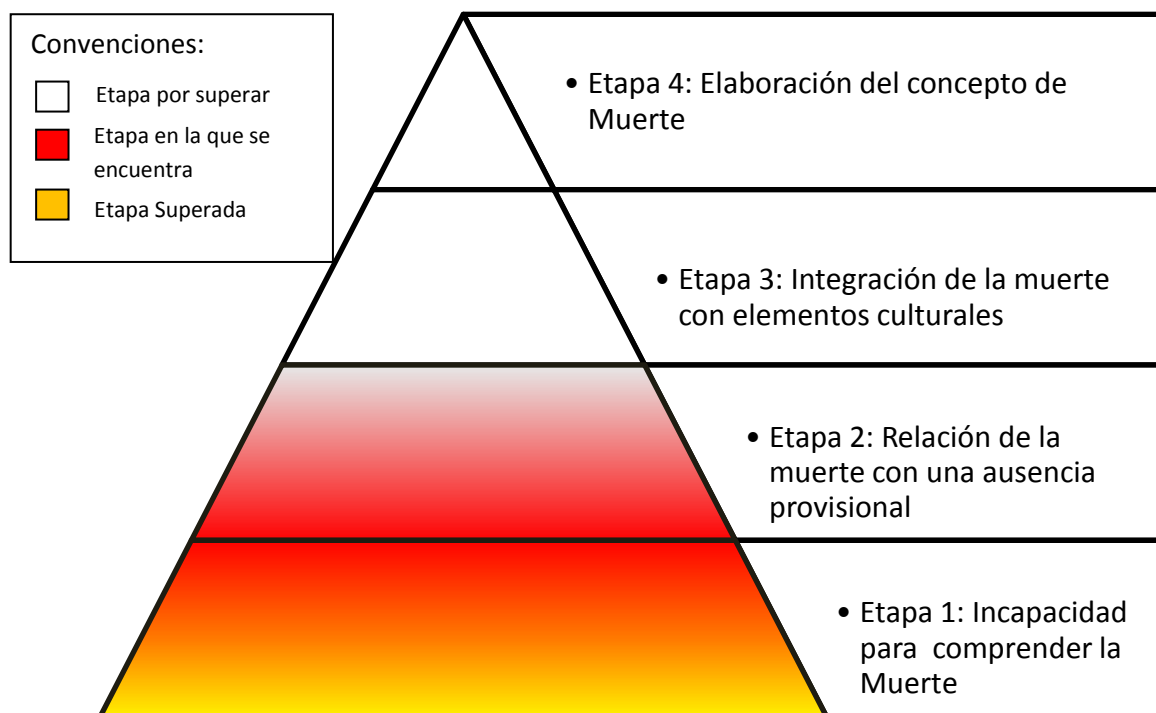 Convenciones:
Etapa por superar
Etapa en la que se
encuentra
Etapa Superada
• Etapa 4: Elaboración del concepto de
Muerte
• Etapa 3: Integración de la muerte
con elementos culturales
• Etapa 2: Relación de la
muerte con una ausencia
provisional
• Etapa 1: Incapacidad
para  comprender la
Muerte